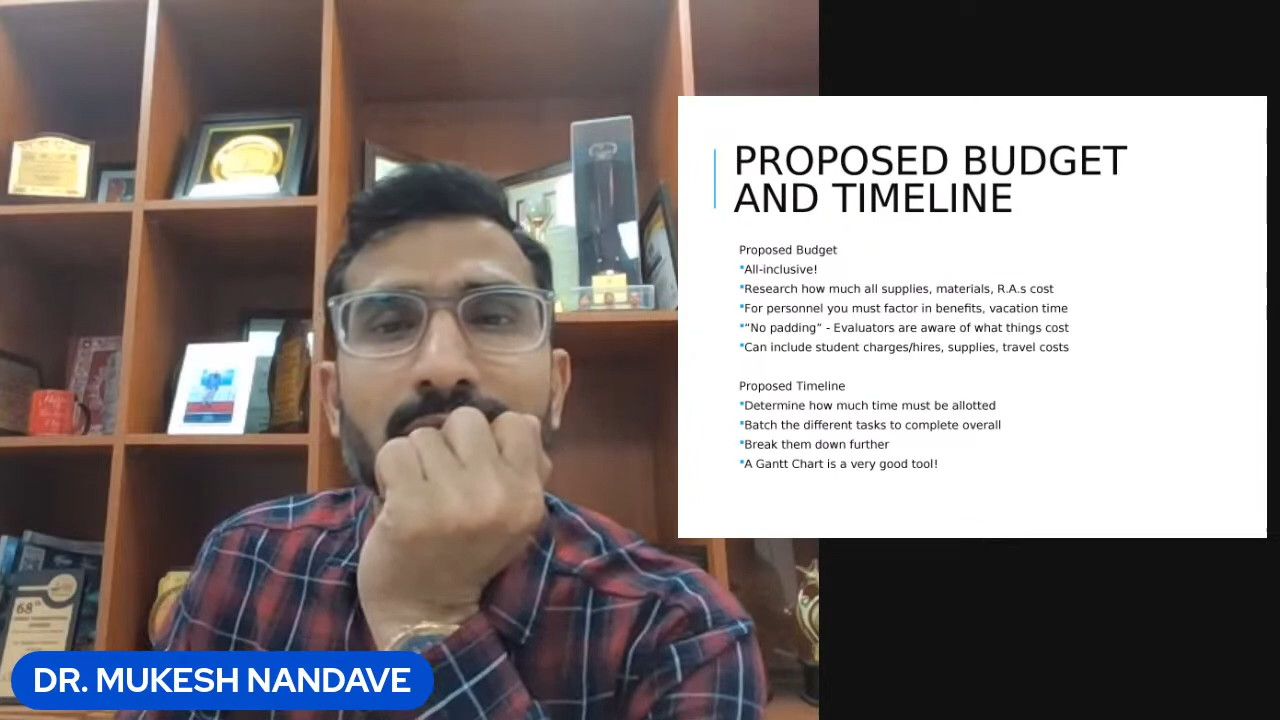 PROPOSED BUDGET
AND TIMELINE
Proposed Budget
All-inclusive!
Research how much all supplies, materials, R.A.s cost
For personnel you must factor in benefits, vacation time
“No padding” - Evaluators are aware of what things cost
Can include student charges/hires, supplies, travel costs
Proposed Timeline
Determine how much time must be allotted
Batch the different tasks to complete overall
Break them down further
A Gantt Chart is a very good tool!
68
DR. MUKESH NANDAVE